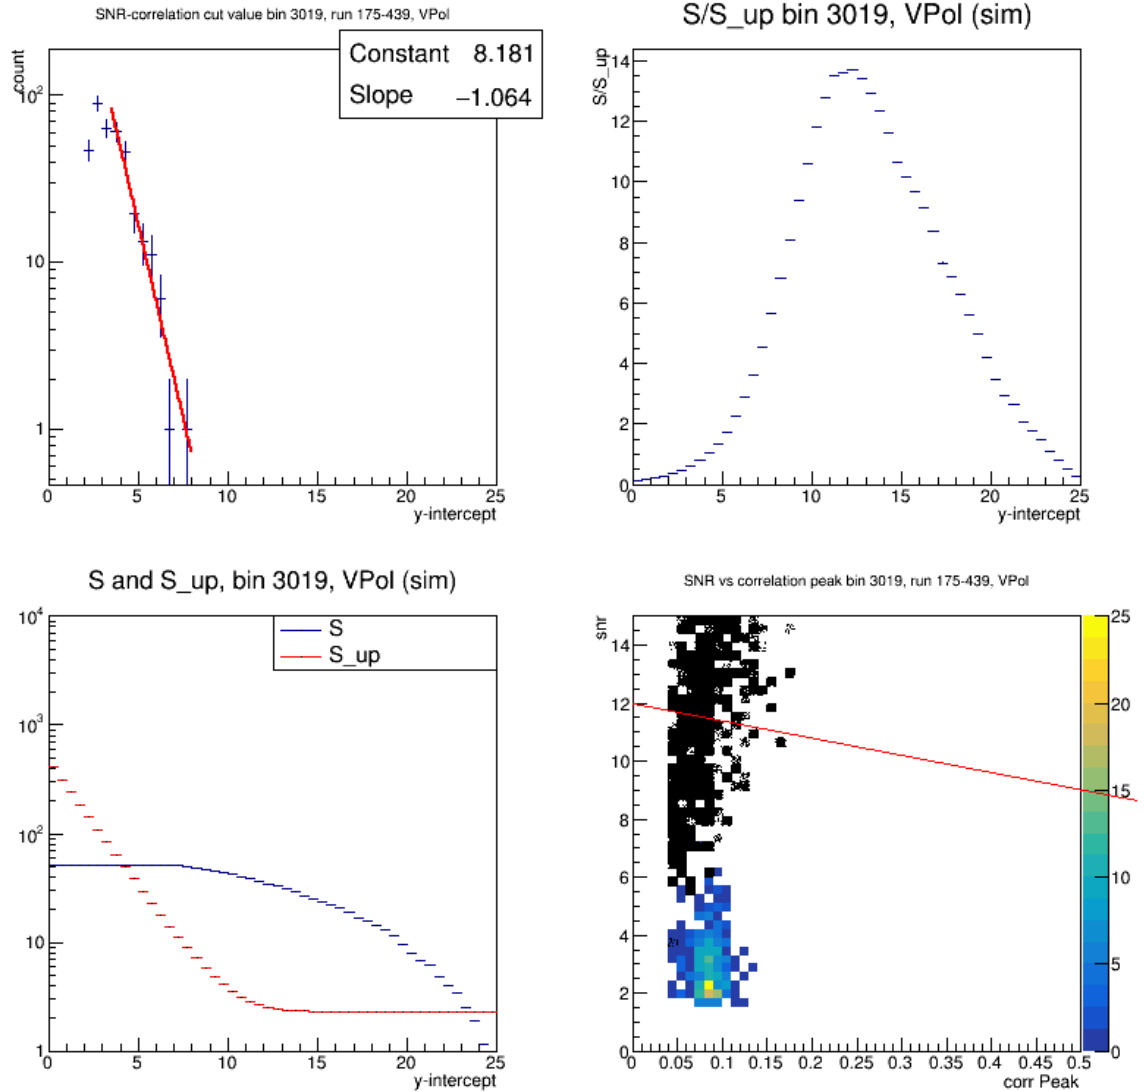 SNR-correlation cut value bin 3019, run 175-439, VPol
count
Constant 8.181
Slope −1.064
10²
10
1
0 5 10 15 20 25
y-intercept
S/S_up bin 3019, VPol (sim)
S/S_up
14
12
10
8
6
4
2
0
0 5 10 15 20 25
y-intercept
S and S_up, bin 3019, VPol (sim)
S
S_up
10⁴
10³
10²
10
1
0 5 10 15 20 25
y-intercept
SNR vs correlation peak bin 3019, run 175-439, VPol
snr
14
12
10
8
6
4
2
0
0 0.05 0.1 0.15 0.2 0.25 0.3 0.35 0.4 0.45 0.5
corr Peak
25
20
15
10
5
0